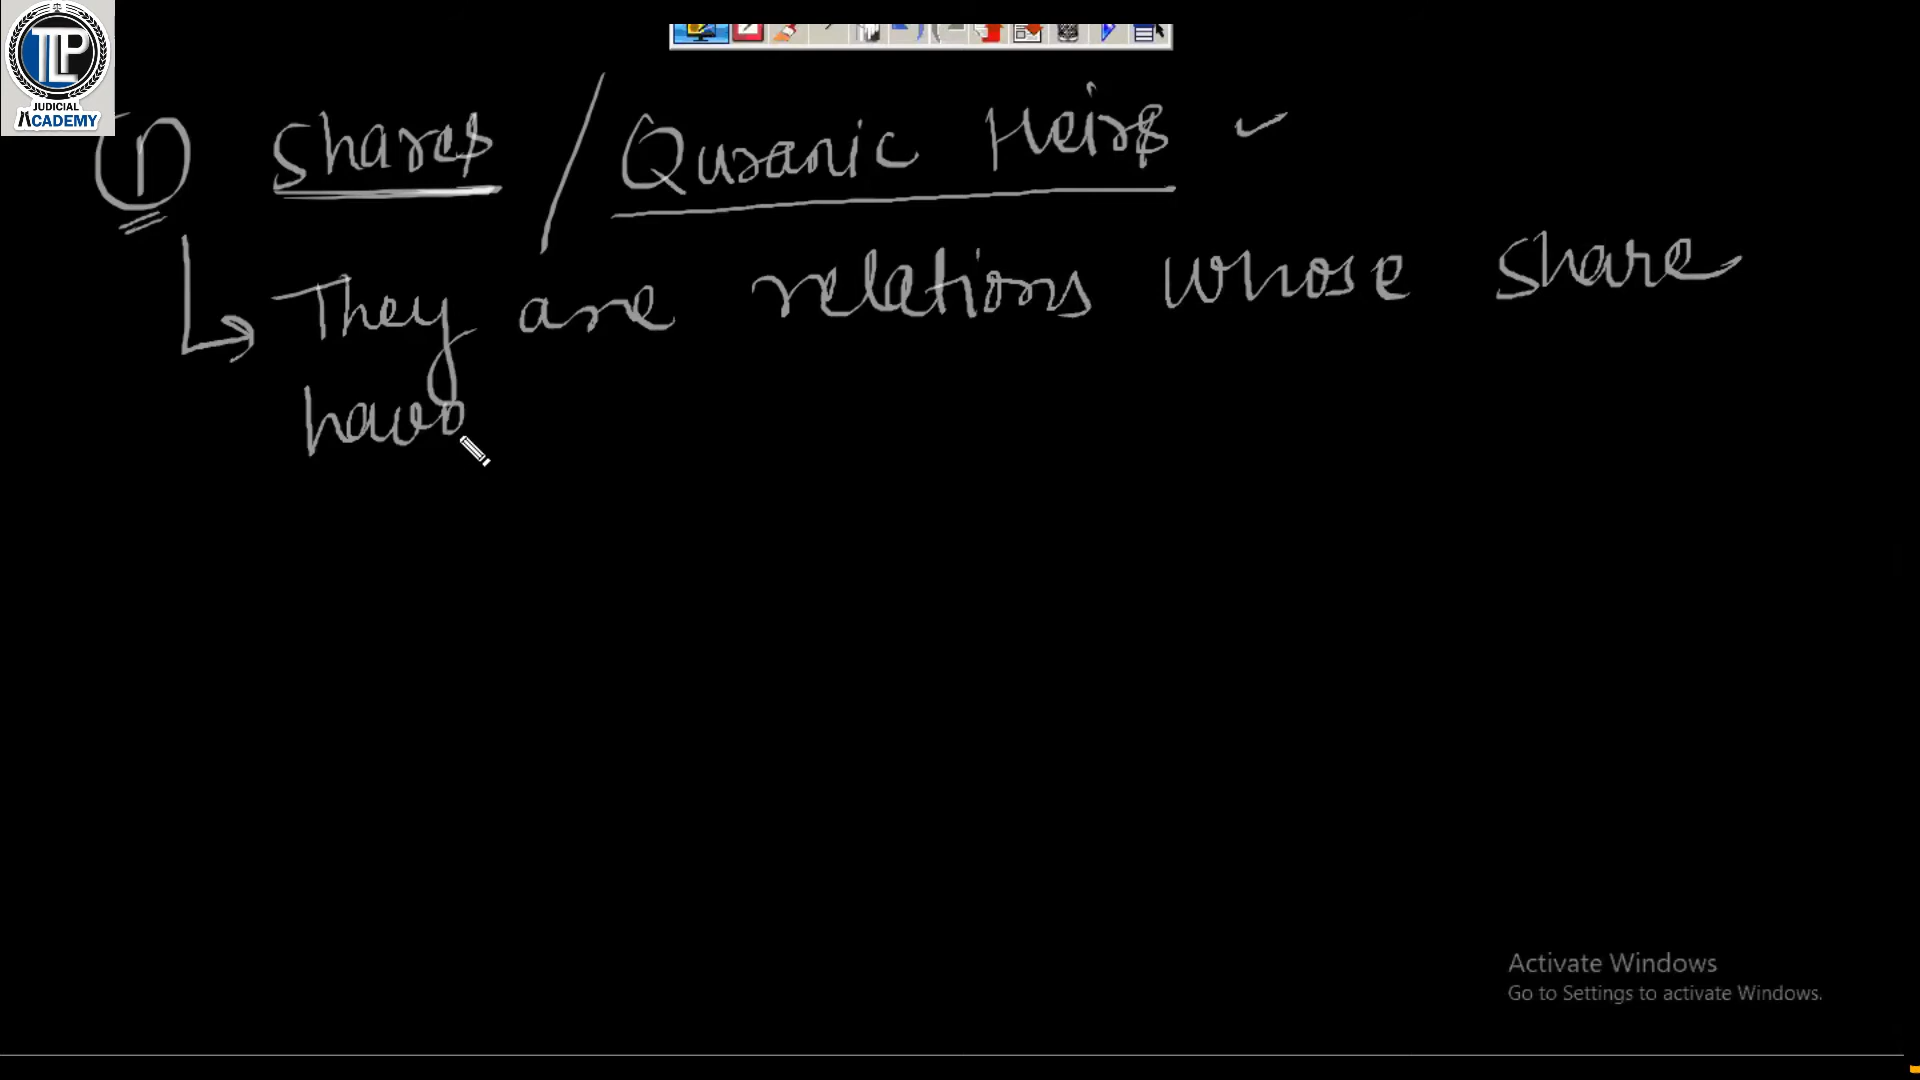 TLP
JUDICIAL
ACADEMY
① Shares / Quranic Heirs
They are relations whose share
have
Activate Windows
Go to Settings to activate Windows.